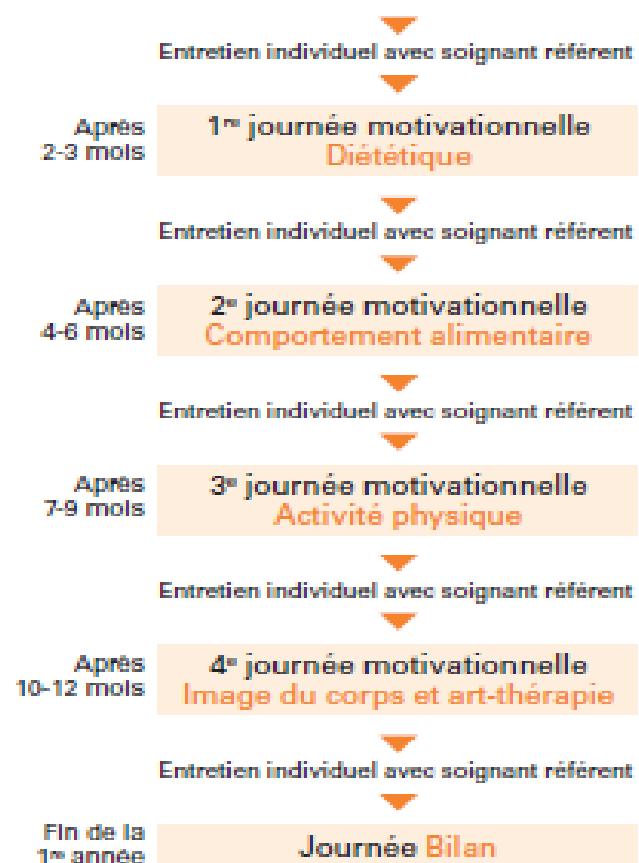 Entretien individuel avec soignant référent
Après
2-3 mois
1re journée motivationnelle
Diététique
Entretien individuel avec soignant référent
Après
4-6 mois
2e journée motivationnelle
Comportement alimentaire
Entretien individuel avec soignant référent
Après
7-9 mois
3e journée motivationnelle
Activité physique
Entretien individuel avec soignant référent
Après
10-12 mois
4e journée motivationnelle
Image du corps et art-thérapie
Entretien individuel avec soignant référent
Fin de la
1re année
Journée Bilan